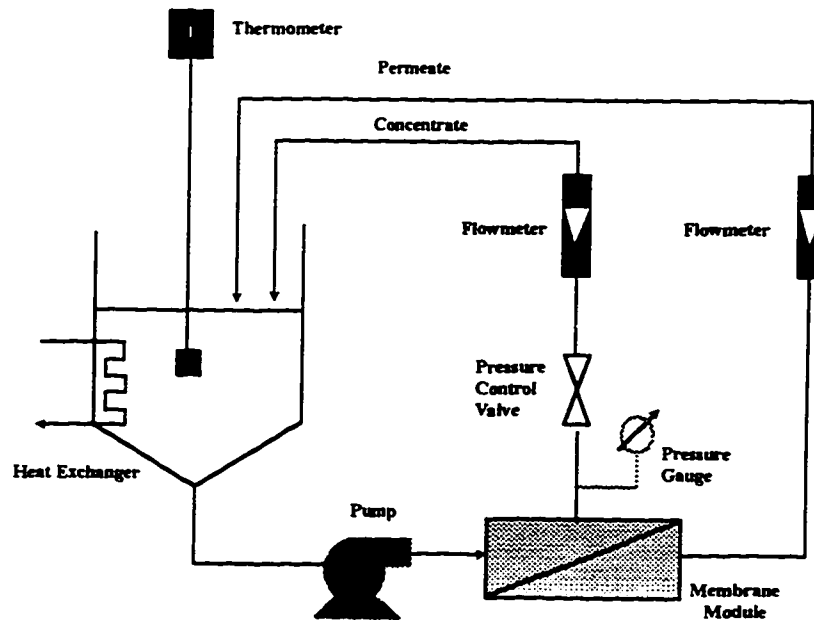 Thermometer
Permeate
Concentrate
Flowmeter
Flowmeter
Pressure
Control
Valve
Pressure
Gauge
Heat Exchanger
Pump
Membrane
Module